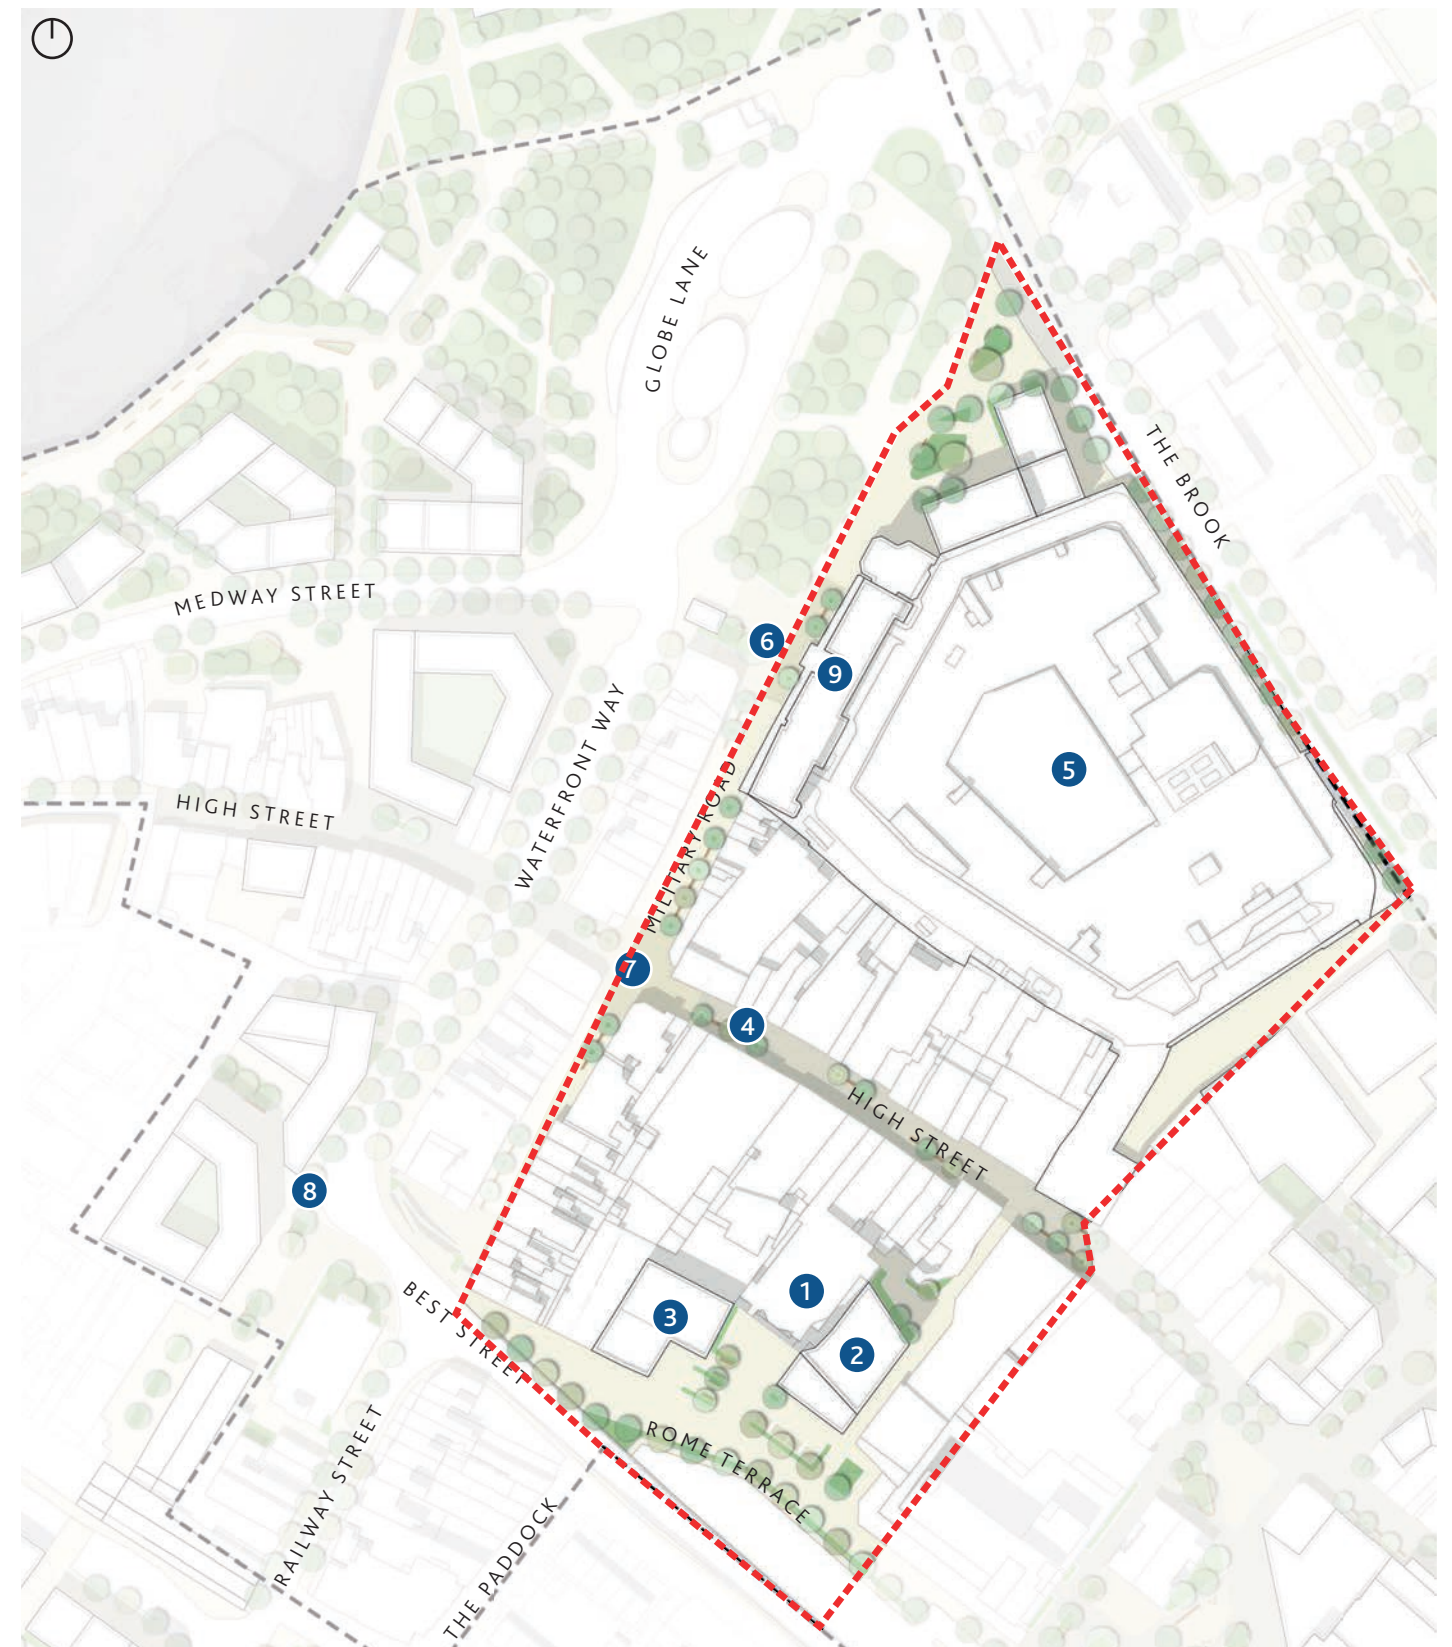 GLOBE LANE
THE BROOK
MEDWAY STREET
6
9
WATERFRONT WAY
5
HIGH STREET
MILITARY ROAD
7
4
HIGH STREET
8
1
BEST STREET
3
2
ROME TERRACE
RAILWAY STREET
THE PADDOCK